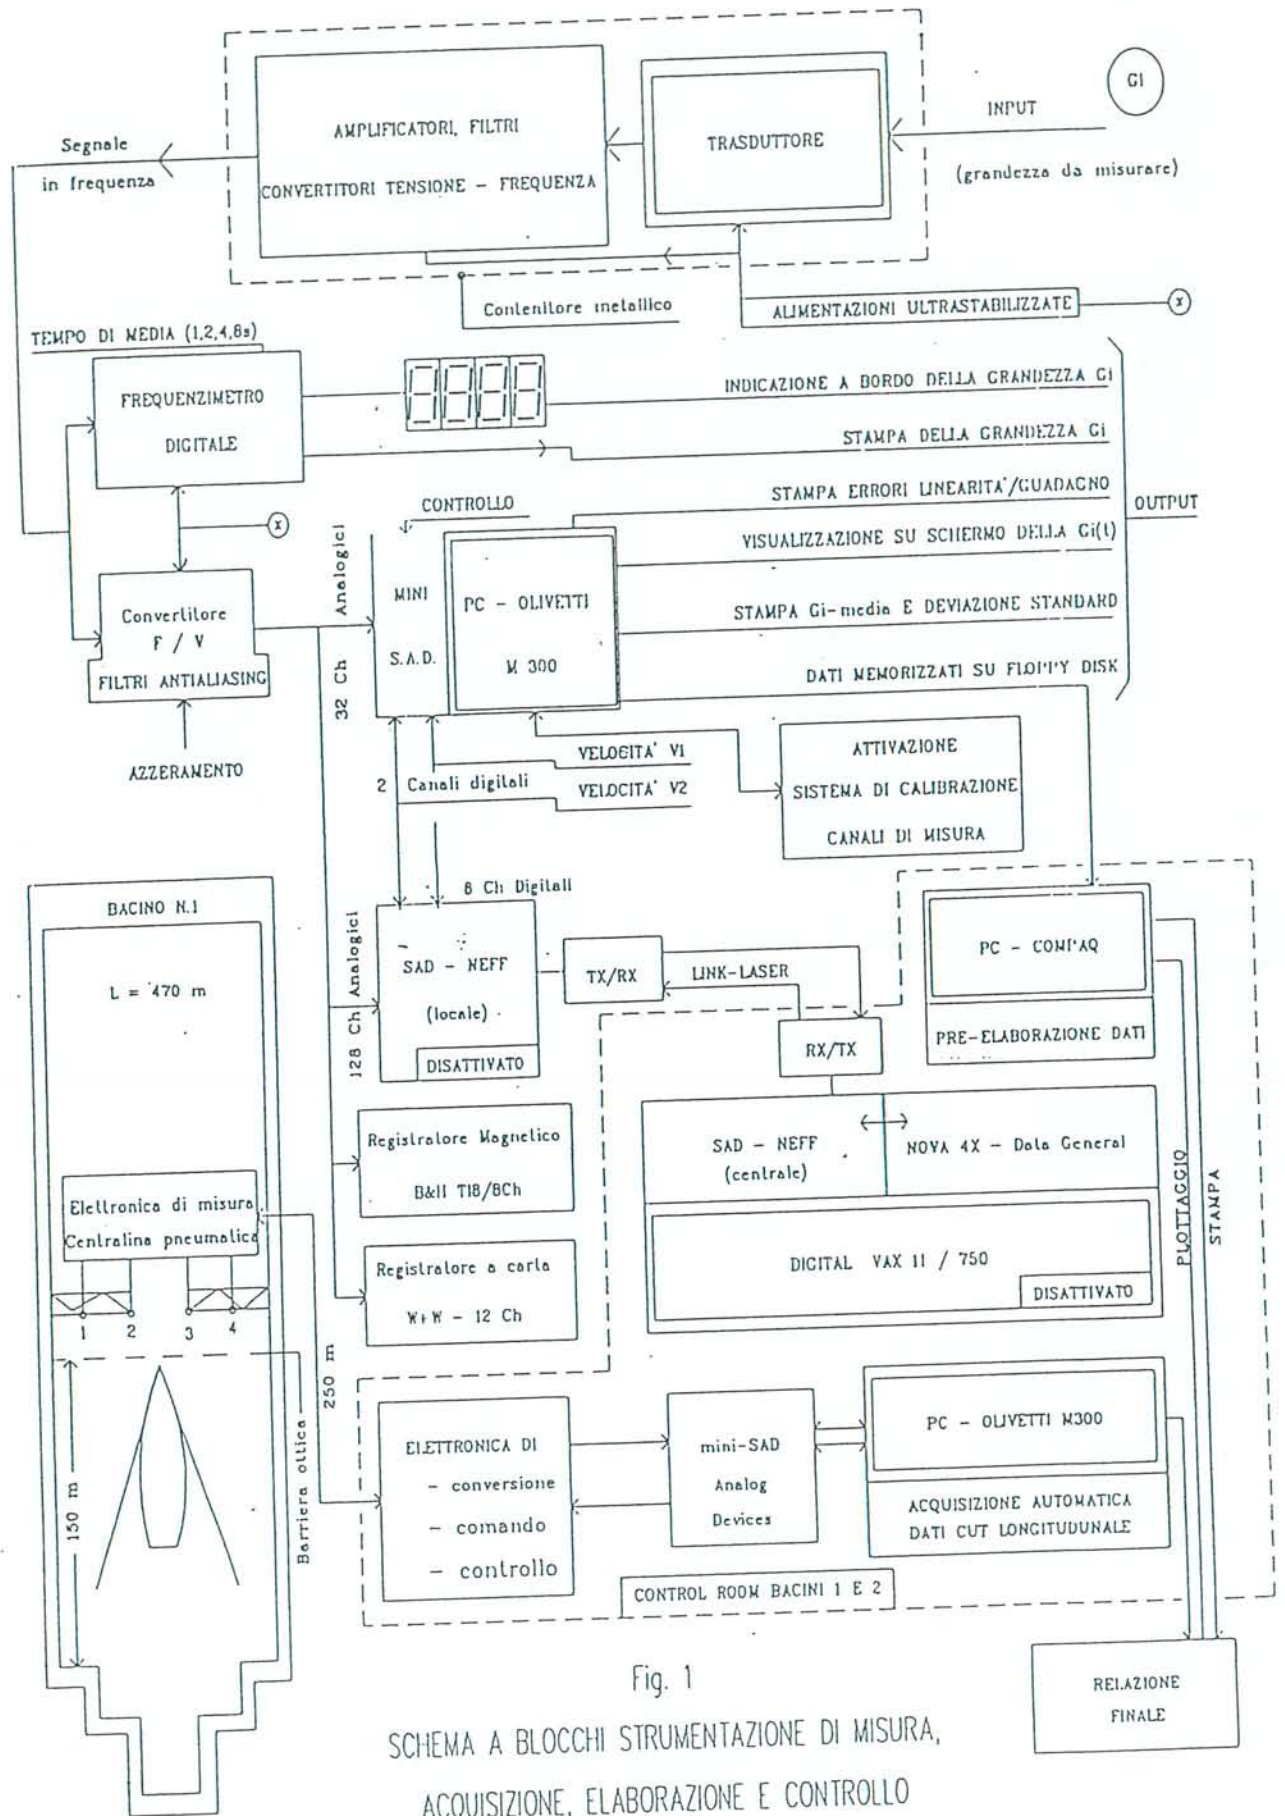 GI
INPUT
(grandezza da misurare)
TRASDUTTORE
AMPLIFICATORI, FILTRI
CONVERTITORI TENSIONE - FREQUENZA
Segnale
in frequenza
Contenitore metallico
ALIMENTAZIONI ULTRASTABILIZZATE
X
TEMPO DI MEDIA (1,2,4,8s)
FREQUENZIMETRO
DIGITALE
8888
INDICAZIONE A BORDO DELLA GRANDEZZA Gi
STAMPA DELLA GRANDEZZA Gi
STAMPA ERRORI LINEARITA'/GUADAGNO
VISUALIZZAZIONE SU SCHERMO DELLA Gi(t)
STAMPA Gi-media E DEVIAZIONE STANDARD
DATI MEMORIZZATI SU FLOPPY DISK
OUTPUT
X
CONTROLLO
32 Ch Analogici
MINI
S.A.D.
PC - OLIVETTI
M 300
Convertitore
F / V
FILTRI ANTIALIASING
AZZERAMENTO
VELOCITA' V1
2 Canali digitali
VELOCITA' V2
ATTIVAZIONE
SISTEMA DI CALIBRAZIONE
CANALI DI MISURA
8 Ch Digitali
128 Ch Analogici
SAD - NEFF
(locale)
DISATTIVATO
TX/RX
LINK-LASER
RX/TX
PC - COMPAQ
PRE-ELABORAZIONE DATI
SAD - NEFF
(centrale)
NOVA 4X - Data General
DIGITAL VAX 11 / 750
DISATTIVATO
PLOTTAGGIO
STAMPA
Registratore Magnetico
B&H T18/8Ch
Registratore a carta
W+W - 12 Ch
BACINO N.1
L = 470 m
Elettronica di misura
Centralina pneumatica
1 2 3 4
150 m
Barriera ottica
250 m
ELETTRONICA DI
- conversione
- comando
- controllo
mini-SAD
Analog
Devices
PC - OLIVETTI M300
ACQUISIZIONE AUTOMATICA
DATI CUT LONGITUDUNALE
CONTROL ROOM BACINI 1 E 2
RELAZIONE
FINALE
Fig. 1
SCHEMA A BLOCCHI STRUMENTAZIONE DI MISURA,
ACQUISIZIONE, ELABORAZIONE E CONTROLLO